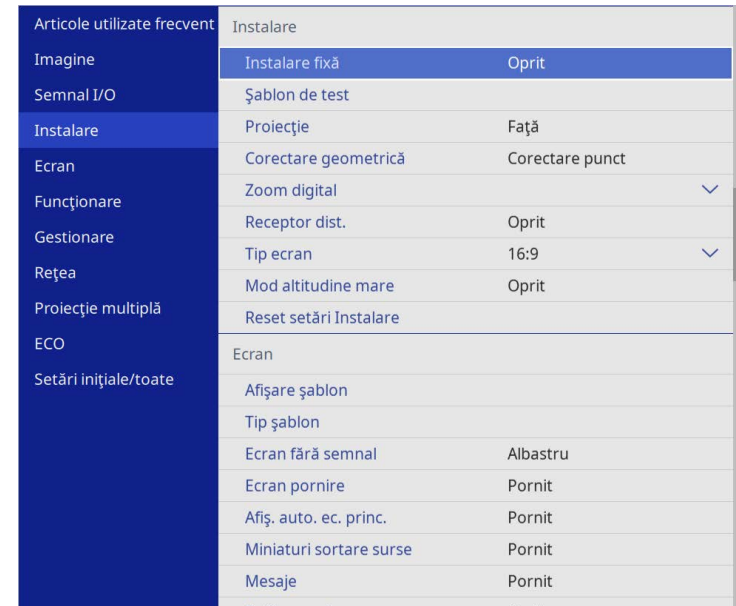 Articole utilizate frecvent
Imagine
Semnal I/O
Instalare
Ecran
Funcţionare
Gestionare
Reţea
Proiecţie multiplă
ECO
Setări iniţiale/toate
Instalare
Instalare fixă Oprit
Şablon de test
Proiecţie Faţă
Corectare geometrică Corectare punct
Zoom digital
Receptor dist. Oprit
Tip ecran 16:9
Mod altitudine mare Oprit
Reset setări Instalare
Ecran
Afişare şablon
Tip şablon
Ecran fără semnal Albastru
Ecran pornire Pornit
Afiş. auto. ec. princ. Pornit
Miniaturi sortare surse Pornit
Mesaje Pornit